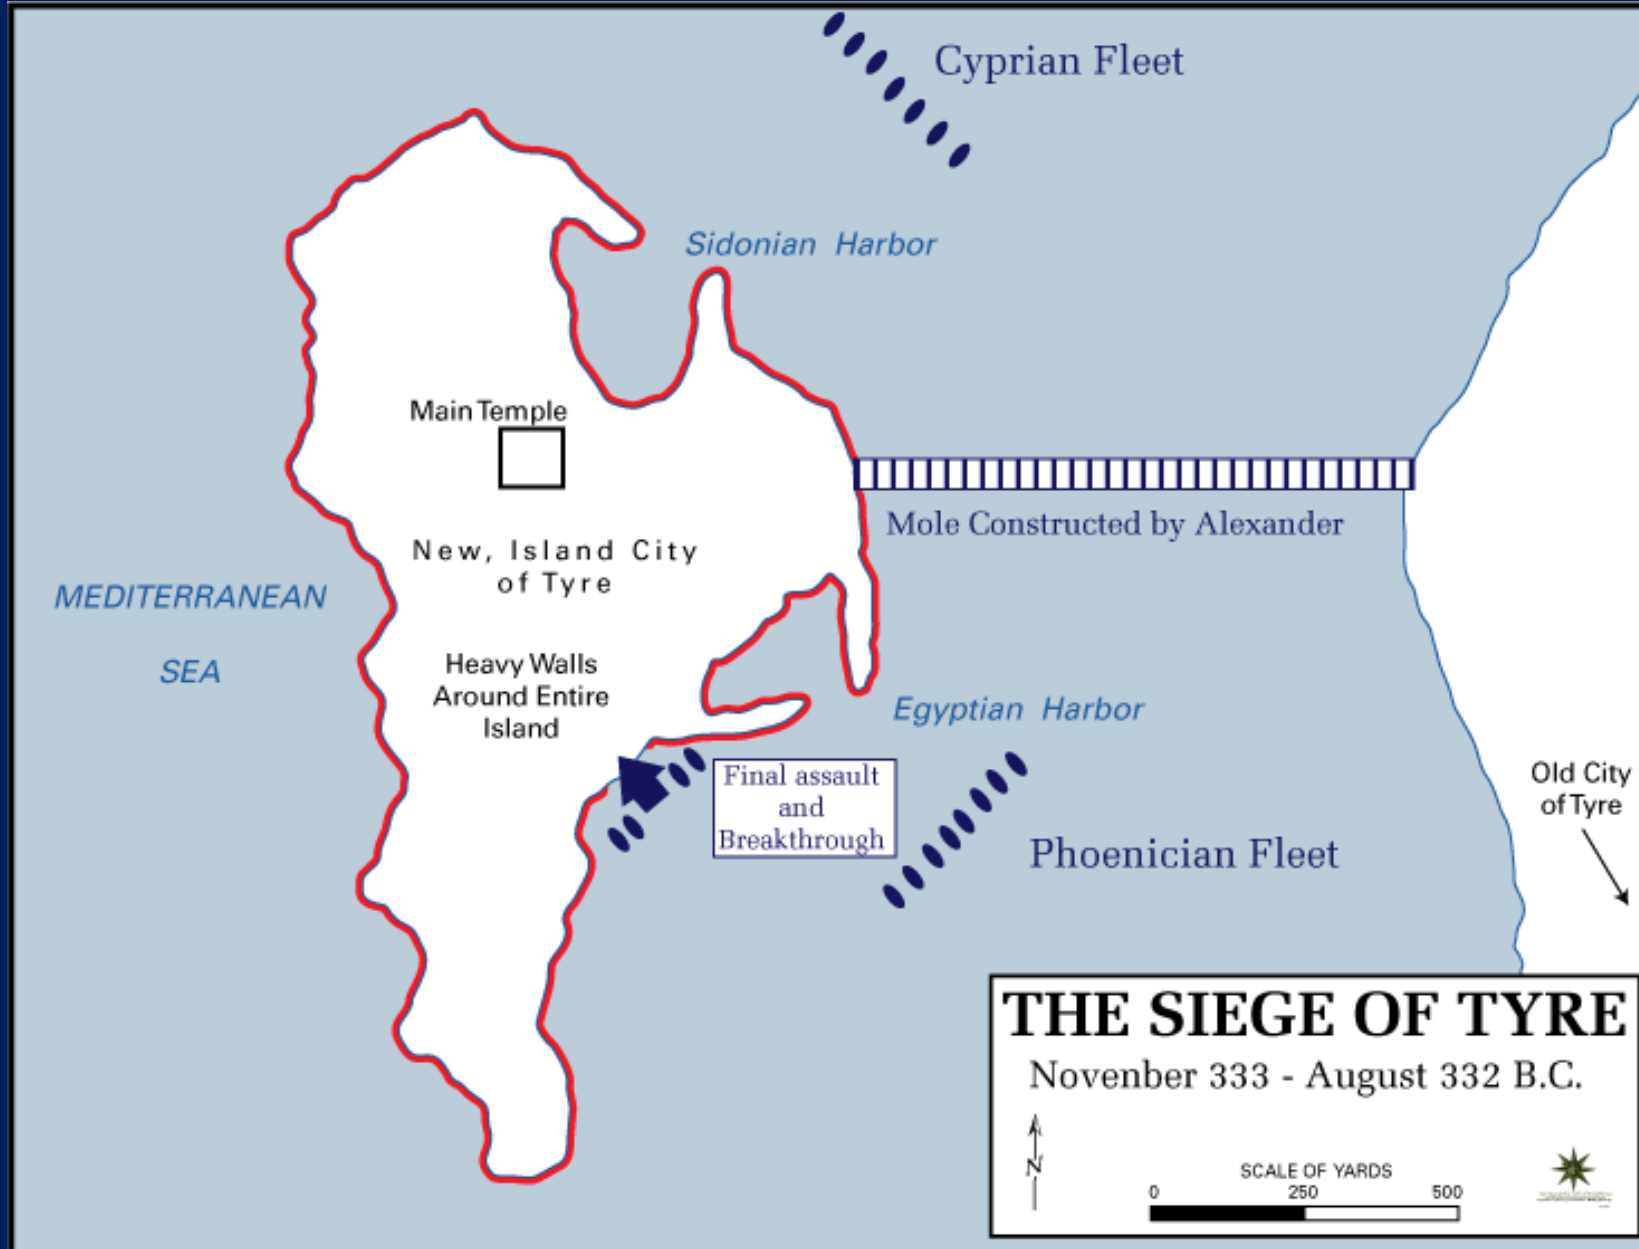 Cyprian Fleet
Sidonian Harbor
Main Temple
Mole Constructed by Alexander
New, Island City
of Tyre
MEDITERRANEAN
SEA
Heavy Walls
Around Entire
Island
Egyptian Harbor
Final assault
and
Breakthrough
Phoenician Fleet
Old City
of Tyre
THE SIEGE OF TYRE
Novenber 333 - August 332 B.C.
N
SCALE OF YARDS
0 250 500